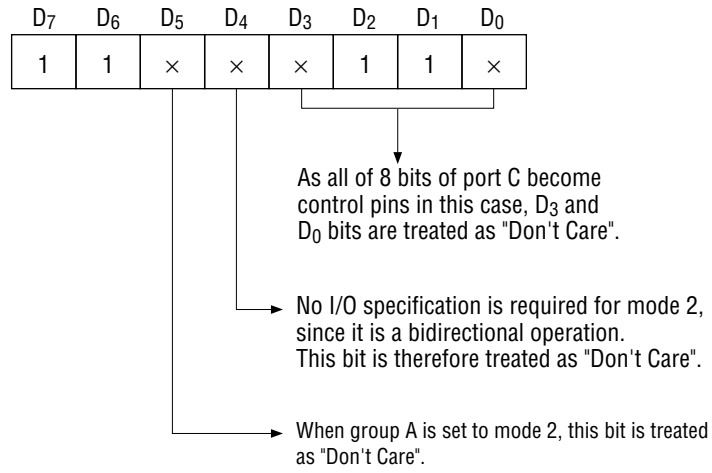 D7 D6 D5 D4 D3 D2 D1 D0
1 1 × × × 1 1 ×
As all of 8 bits of port C become
control pins in this case, D3 and
D0 bits are treated as "Don't Care".
No I/O specification is required for mode 2,
since it is a bidirectional operation.
This bit is therefore treated as "Don't Care".
When group A is set to mode 2, this bit is treated
as "Don't Care".